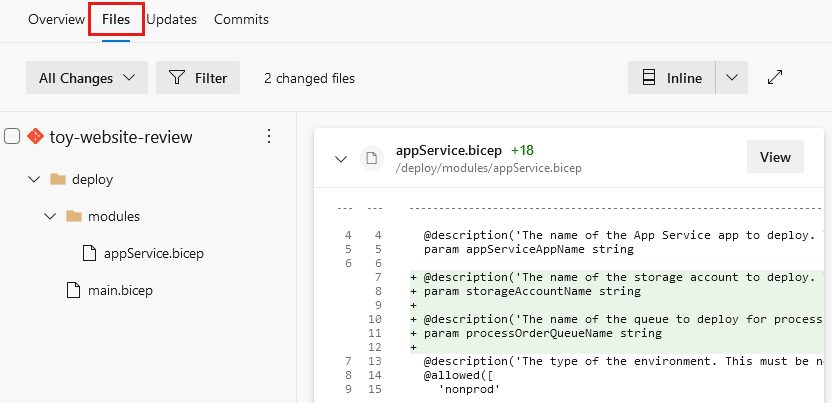 Overview Files Updates Commits
All Changes Filter 2 changed files Inline
toy-website-review
deploy
modules
appService.bicep
main.bicep
appService.bicep +18
/deploy/modules/appService.bicep
View
--- --- ----------------------------------------------------------------
4 4 @description('The name of the App Service app to deploy.
5 5 param appServiceAppName string
6 6
7 + @description('The name of the storage account to deploy.
8 + param storageAccountName string
9 +
10 + @description('The name of the queue to deploy for process
11 + param processOrderQueueName string
12 +
7 13 @description('The type of the environment. This must be no
8 14 @allowed([
9 15 'nonprod'